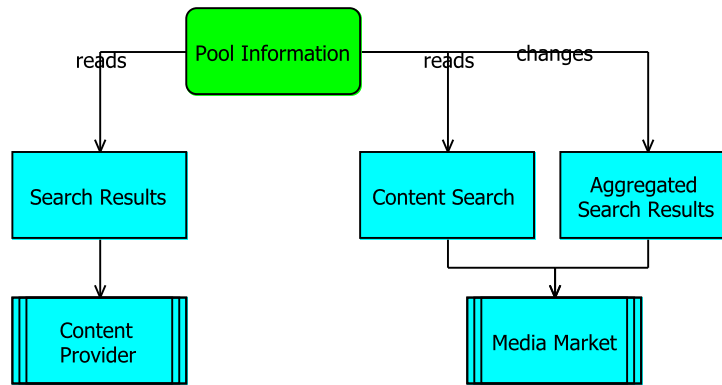 Pool Information
reads
reads
changes
Search Results
Content Search
Aggregated
Search Results
Content
Provider
Media Market